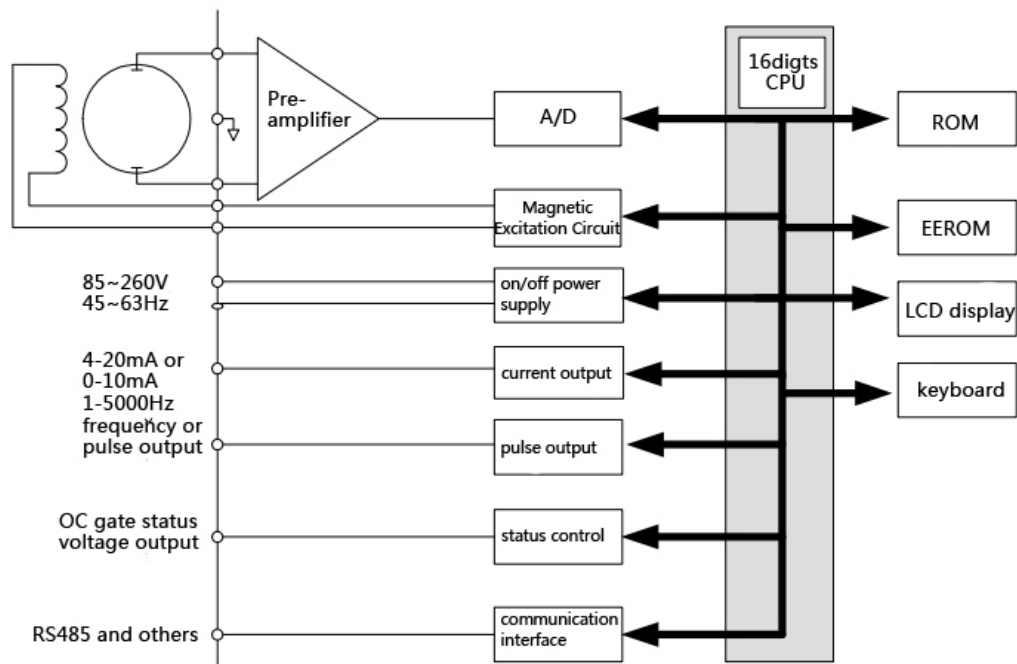 16digts
CPU
Pre-
amplifier
A/D
ROM
Magnetic
Excitation Circuit
EEROM
85~260V
45~63Hz
on/off power
supply
LCD display
4-20mA or
0-10mA
1-5000Hz
frequency or
pulse output
current output
keyboard
pulse output
OC gate status
voltage output
status control
RS485 and others
communication
interface